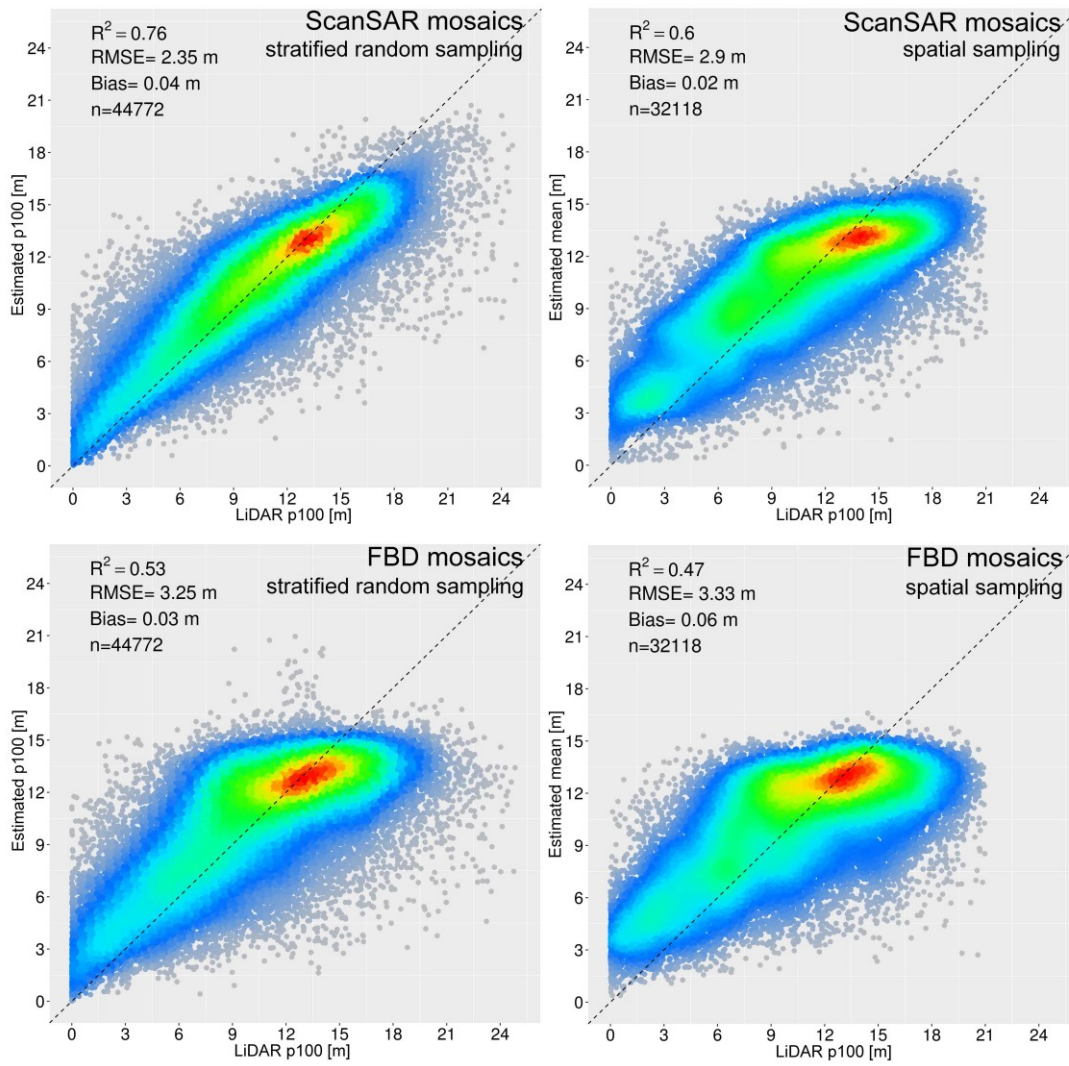 ScanSAR mosaics
stratified random sampling
R² = 0.76
RMSE= 2.35 m
Bias= 0.04 m
n=44772
Estimated p100 [m]
24
21
18
15
12
9
6
3
0
0 3 6 9 12 15 18 21 24
LiDAR p100 [m]
ScanSAR mosaics
spatial sampling
R² = 0.6
RMSE= 2.9 m
Bias= 0.02 m
n=32118
Estimated mean [m]
24
21
18
15
12
9
6
3
0
0 3 6 9 12 15 18 21 24
LiDAR p100 [m]
FBD mosaics
stratified random sampling
R² = 0.53
RMSE= 3.25 m
Bias= 0.03 m
n=44772
Estimated p100 [m]
24
21
18
15
12
9
6
3
0
0 3 6 9 12 15 18 21 24
LiDAR p100 [m]
FBD mosaics
spatial sampling
R² = 0.47
RMSE= 3.33 m
Bias= 0.06 m
n=32118
Estimated mean [m]
24
21
18
15
12
9
6
3
0
0 3 6 9 12 15 18 21 24
LiDAR p100 [m]